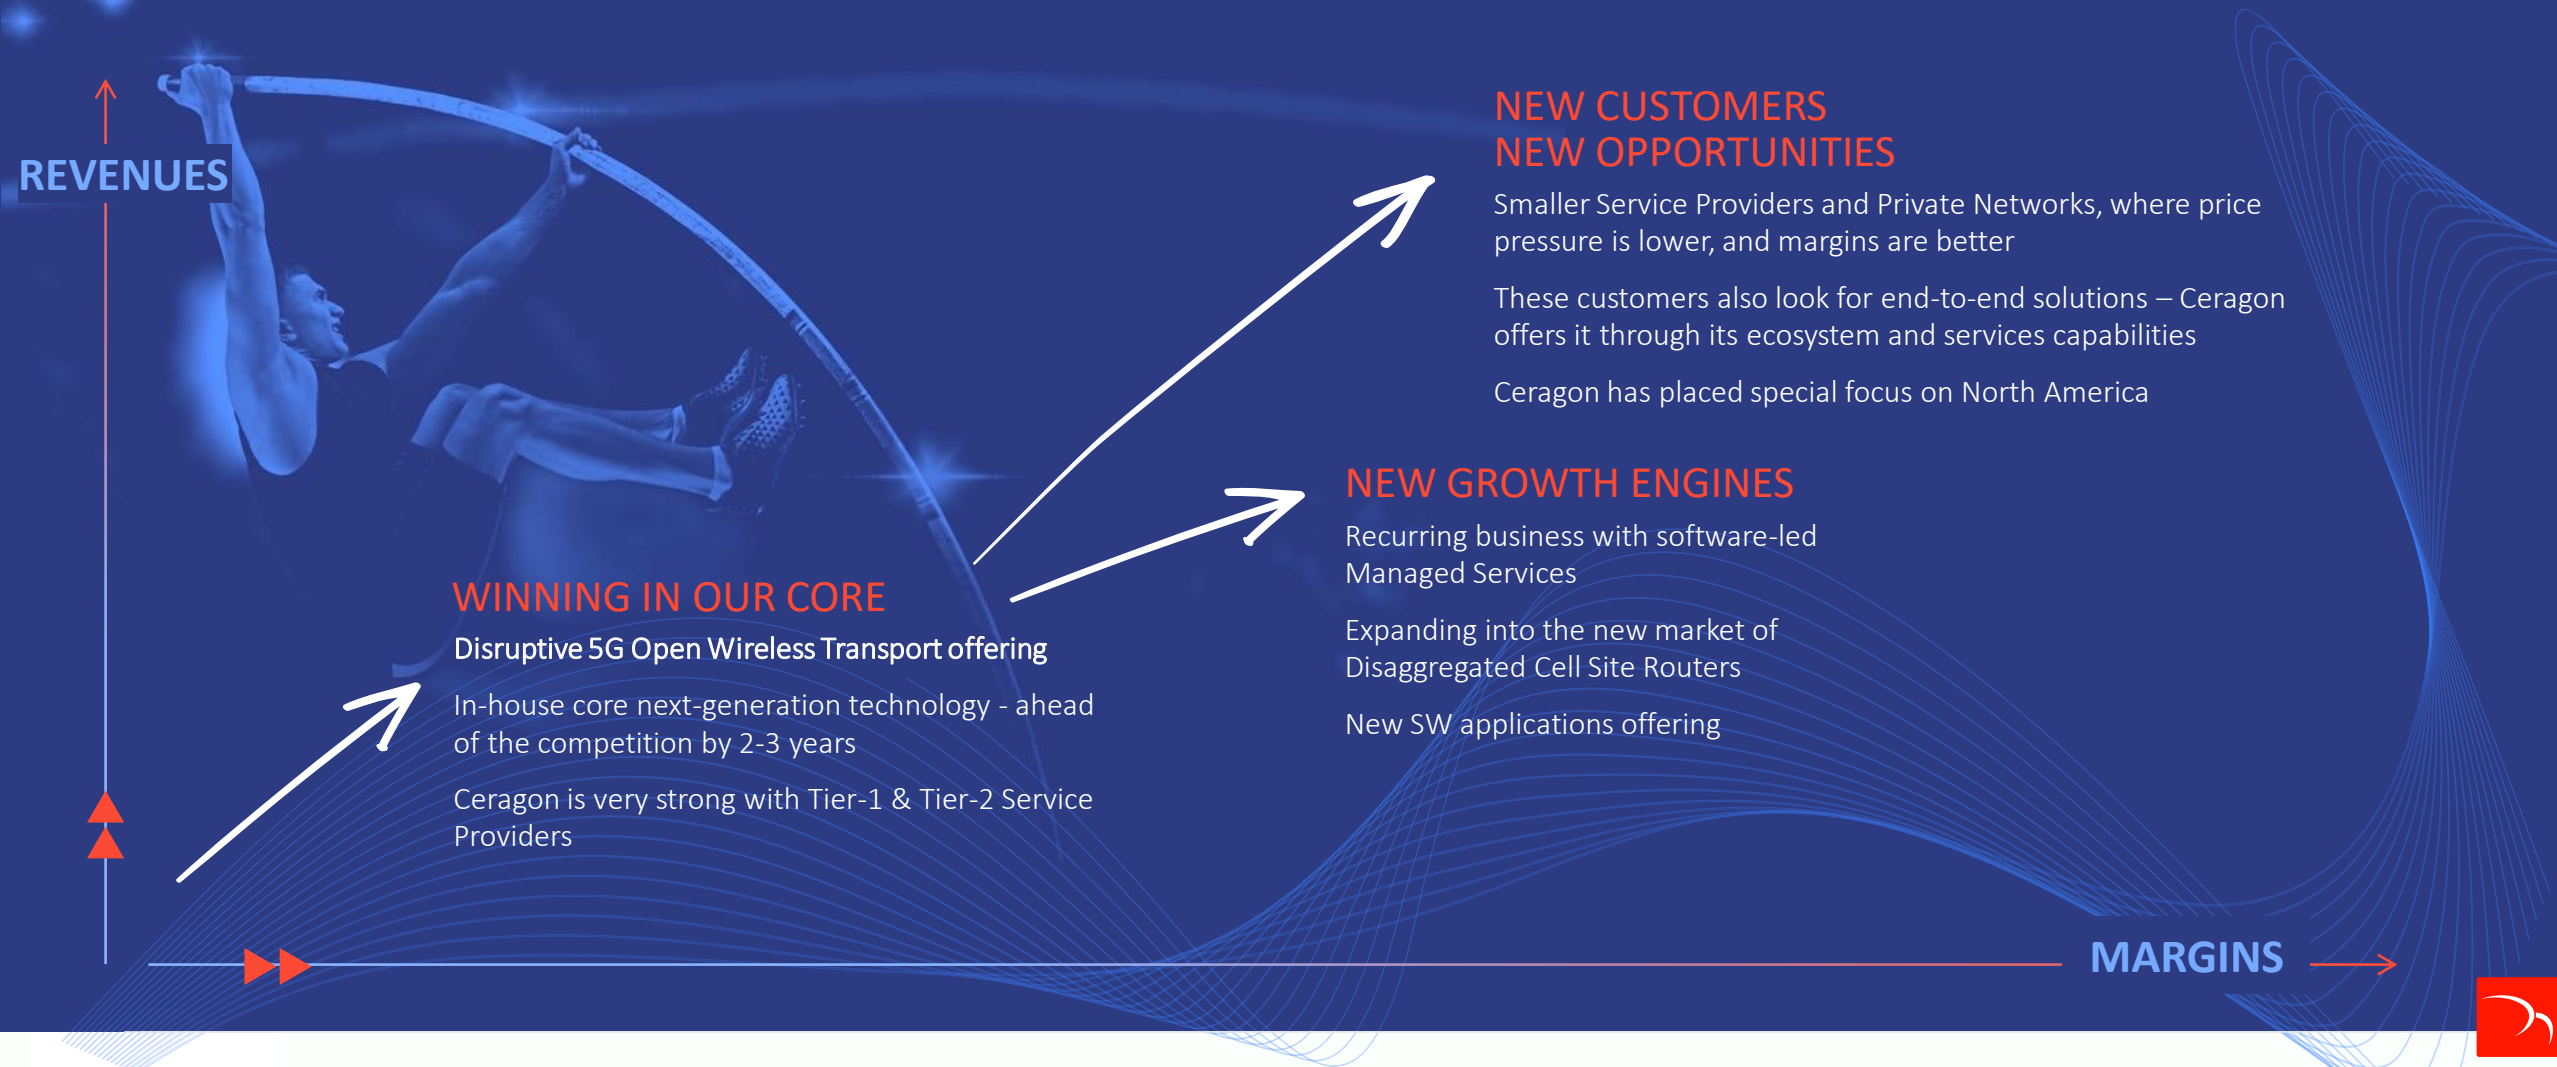 REVENUES
NEW CUSTOMERS
NEW OPPORTUNITIES
Smaller Service Providers and Private Networks, where price
pressure is lower, and margins are better
These customers also look for end-to-end solutions – Ceragon
offers it through its ecosystem and services capabilities
Ceragon has placed special focus on North America
NEW GROWTH ENGINES
Recurring business with software-led
Managed Services
Expanding into the new market of
Disaggregated Cell Site Routers
New SW applications offering
WINNING IN OUR CORE
Disruptive 5G Open Wireless Transport offering
In-house core next-generation technology - ahead
of the competition by 2-3 years
Ceragon is very strong with Tier-1 & Tier-2 Service
Providers
MARGINS